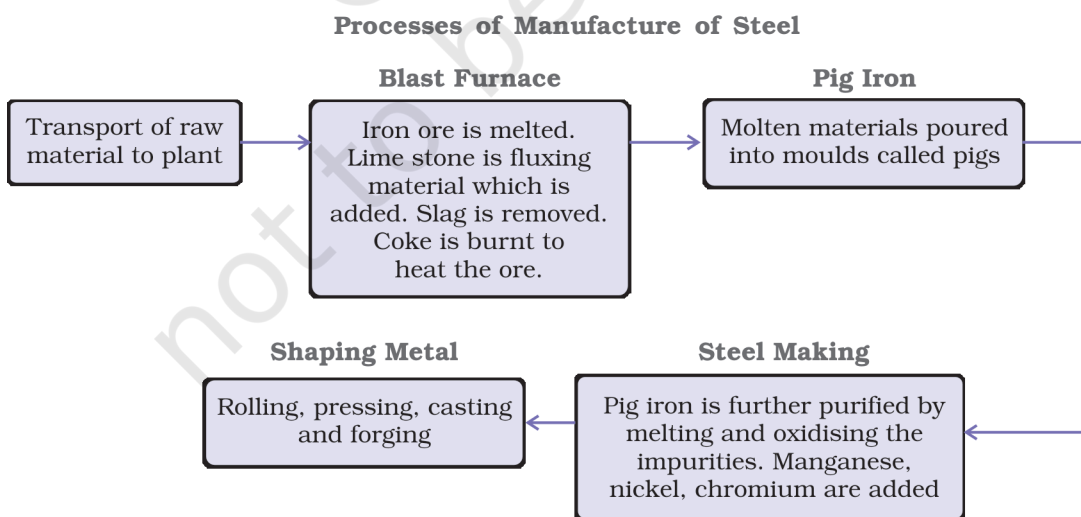 Processes of Manufacture of Steel
Blast Furnace
Pig Iron
Transport of raw
material to plant
Iron ore is melted.
Lime stone is fluxing
material which is
added. Slag is removed.
Coke is burnt to
heat the ore.
Molten materials poured
into moulds called pigs
Shaping Metal
Steel Making
Rolling, pressing, casting
and forging
Pig iron is further purified by
melting and oxidising the
impurities. Manganese,
nickel, chromium are added
not to be